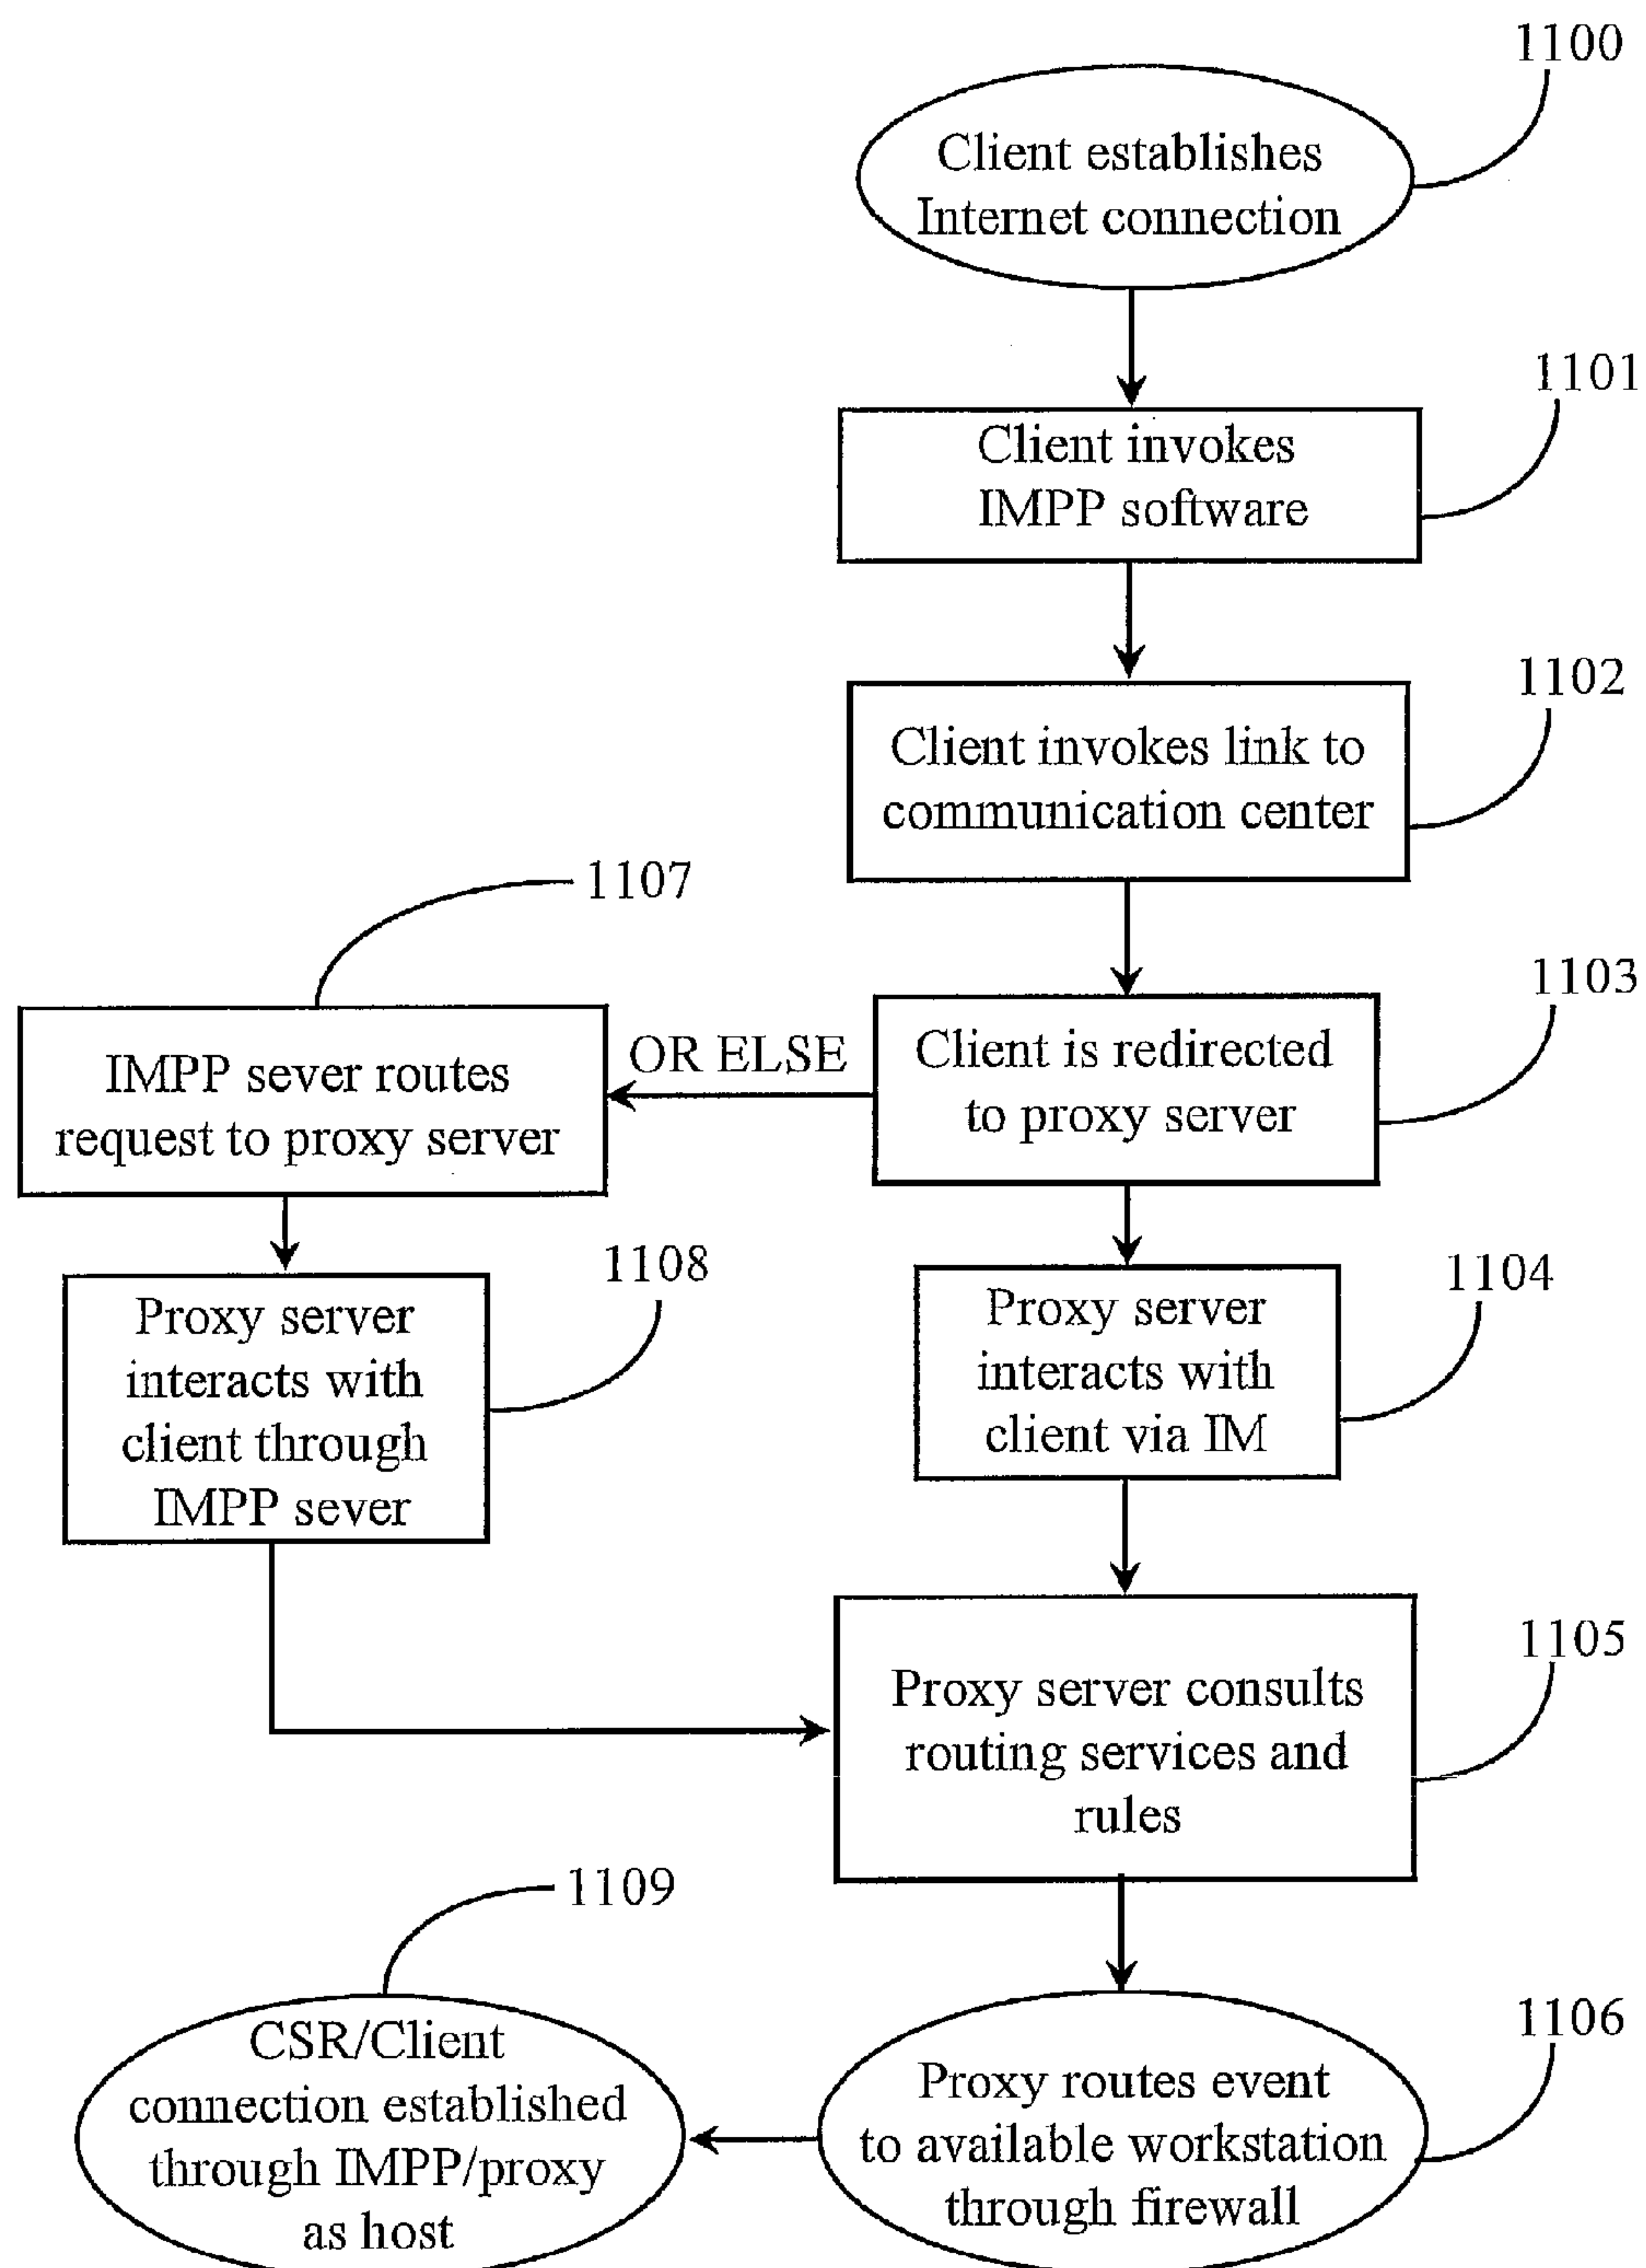 1100
Client establishes
Internet connection
1101
Client invokes
IMPP software
1102
Client invokes link to
communication center
1107
1103
IMPP sever routes
request to proxy server
OR ELSE
Client is redirected
to proxy server
1108
1104
Proxy server
interacts with
client through
IMPP sever
Proxy server
interacts with
client via IM
1105
Proxy server consults
routing services and
rules
1109
1106
CSR/Client
connection established
through IMPP/proxy
as host
Proxy routes event
to available workstation
through firewall